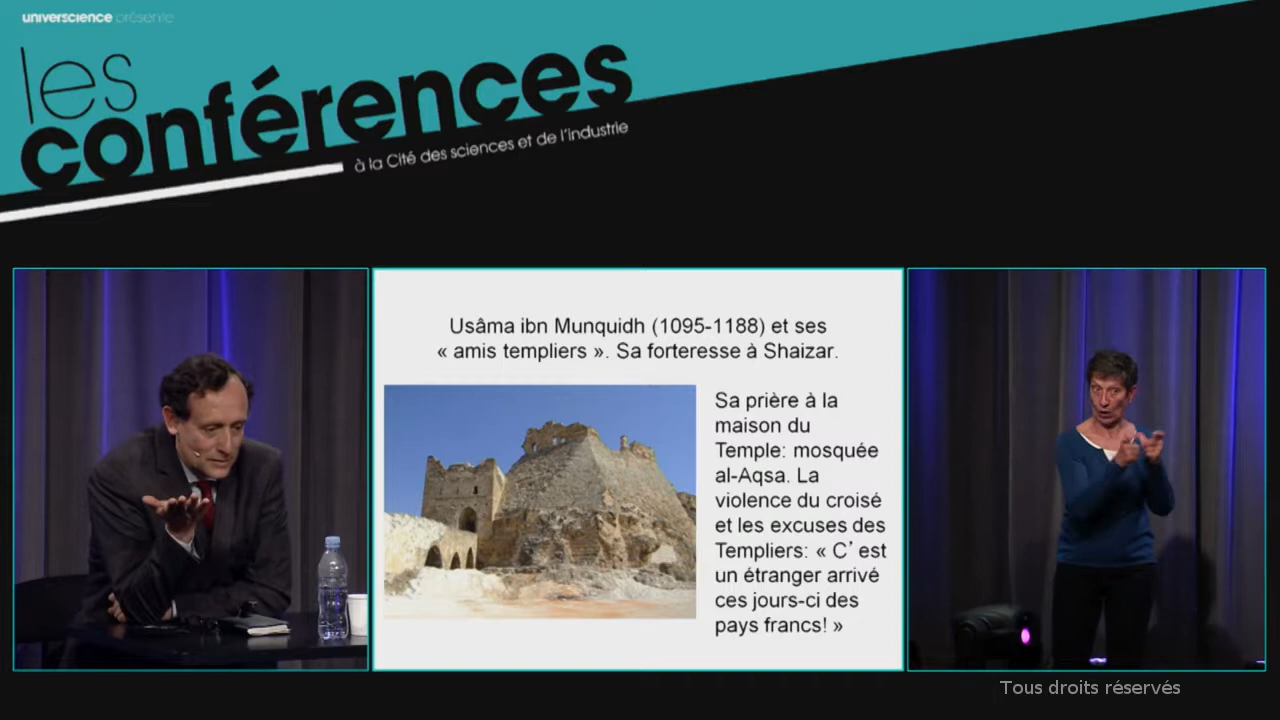 universcience présente
les
conférences
à la Cité des sciences et de l'industrie
Usâma ibn Munquidh (1095-1188) et ses
« amis templiers ». Sa forteresse à Shaizar.
Sa prière à la
maison du
Temple: mosquée
al-Aqsa. La
violence du croisé
et les excuses des
Templiers: « C’est
un étranger arrivé
ces jours-ci des
pays francs! »
Tous droits réservés